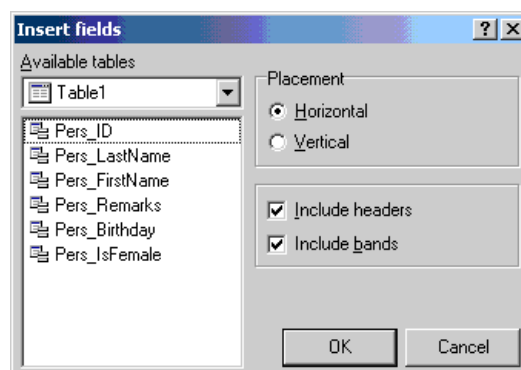 Insert fields
Available tables
Table1
Pers_ID
Pers_LastName
Pers_FirstName
Pers_Remarks
Pers_Birthday
Pers_IsFemale
Placement
Horizontal
Vertical
Include headers
Include bands
OK
Cancel